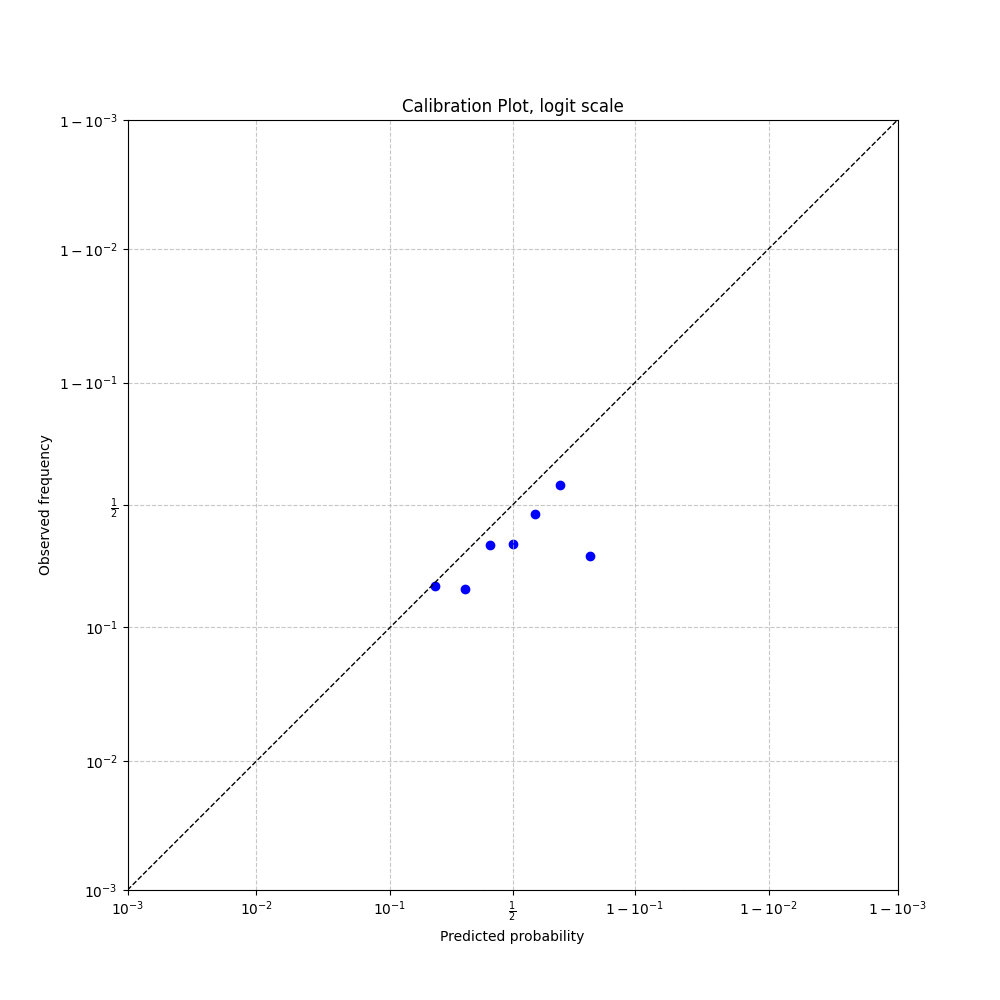 Calibration Plot, logit scale
1 − 10⁻³
1 − 10⁻²
1 − 10⁻¹
½
10⁻¹
10⁻²
10⁻³
Observed frequency
10⁻³ 10⁻² 10⁻¹ ½ 1 − 10⁻¹ 1 − 10⁻² 1 − 10⁻³
Predicted probability